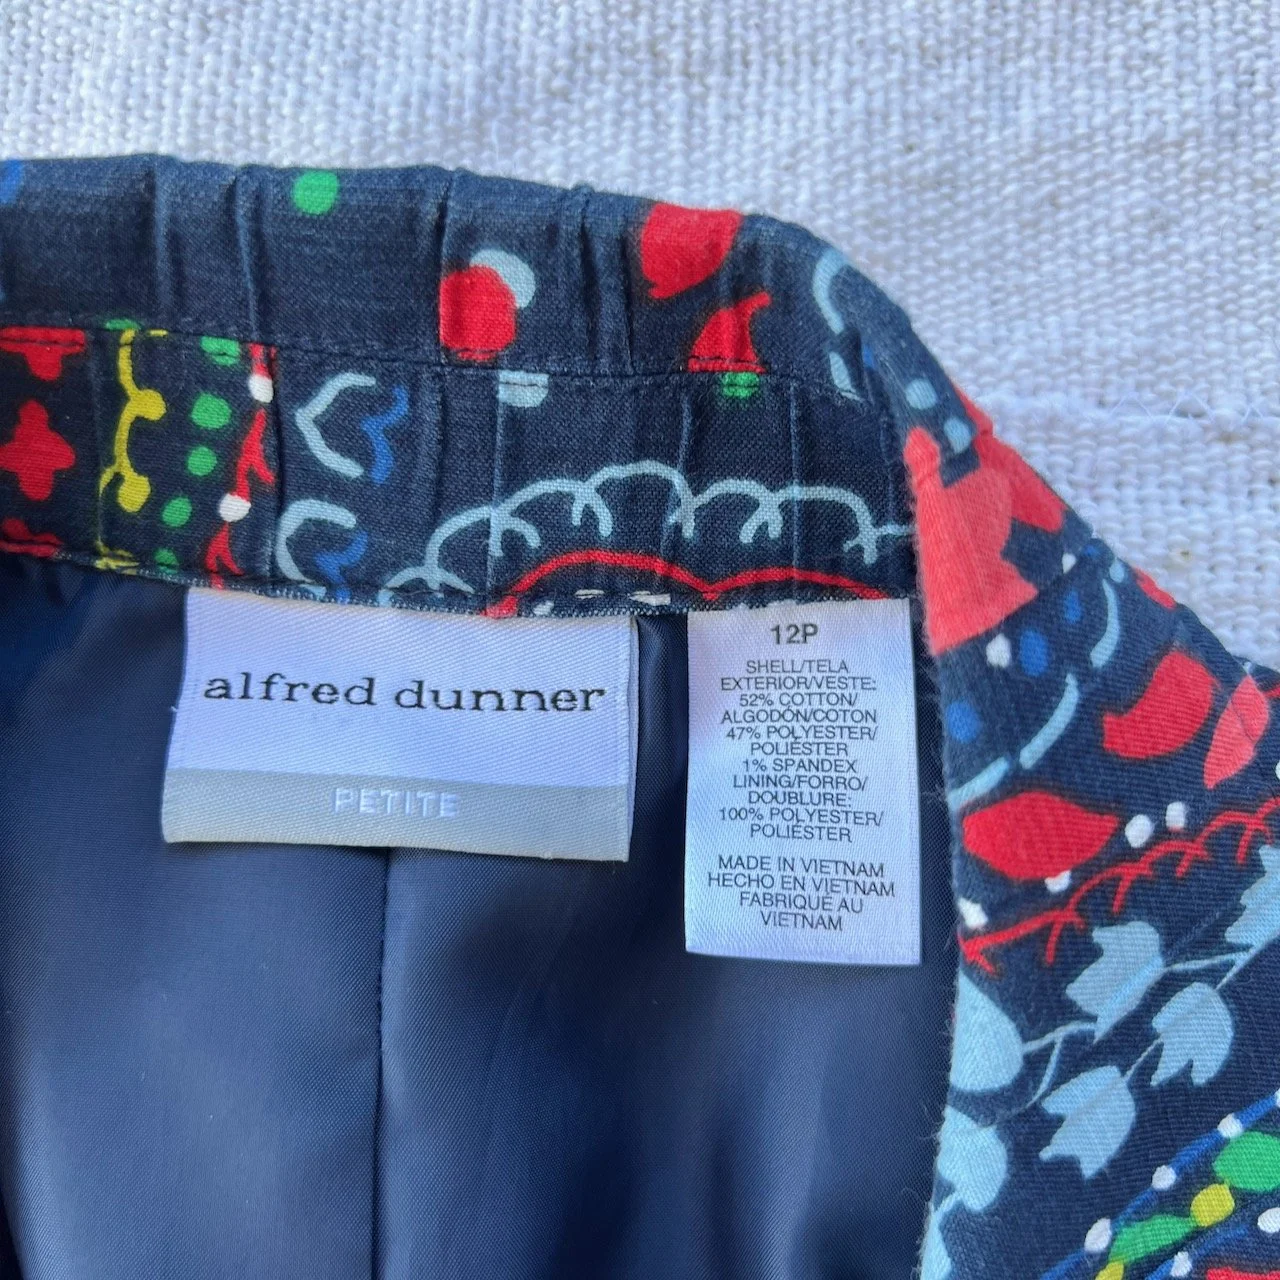 alfred dunner
PETITE
12P
SHELL/TELA
EXTERIOR/VESTE:
52% COTTON/
ALGODÓN/COTON
47% POLYESTER/
POLIÉSTER
1% SPANDEX
LINING/FORRO/
DOUBLURE:
100% POLYESTER/
POLIÉSTER
MADE IN VIETNAM
HECHO EN VIETNAM
FABRIQUÉ AU
VIETNAM